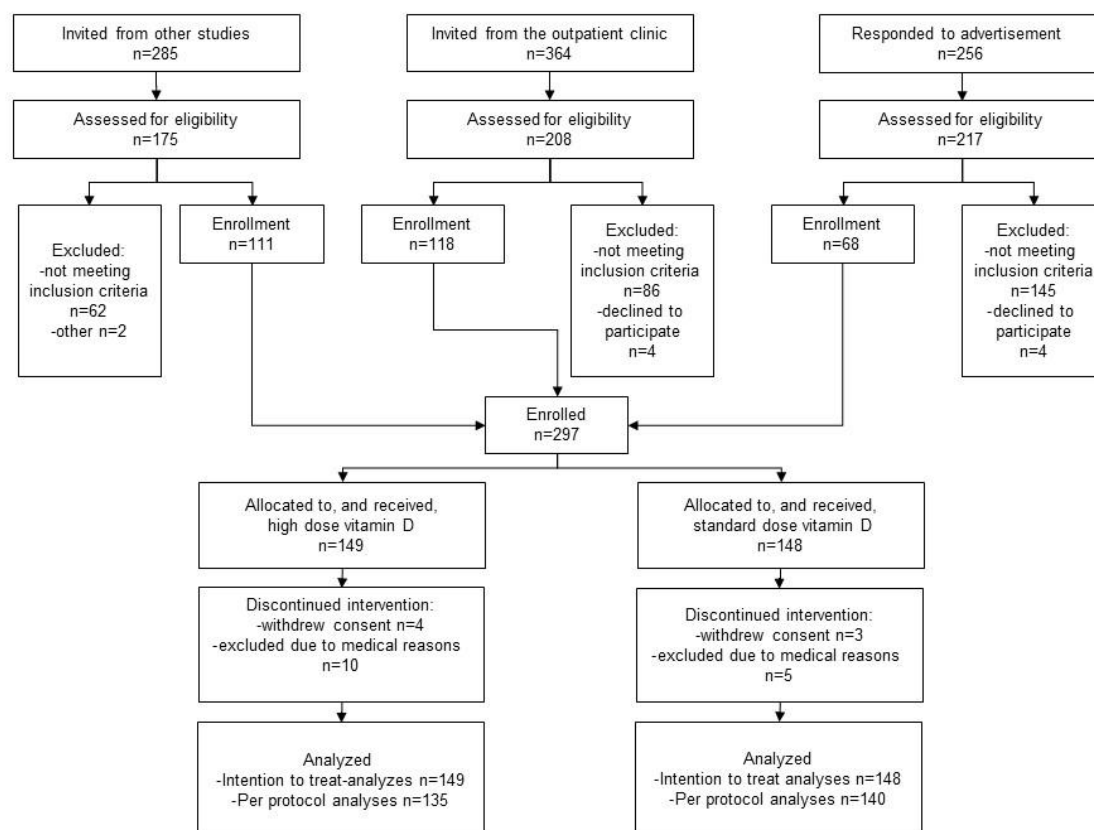 Invited from other studies
n=285
Invited from the outpatient clinic
n=364
Responded to advertisement
n=256
Assessed for eligibility
n=175
Assessed for eligibility
n=208
Assessed for eligibility
n=217
Excluded:
-not meeting
inclusion criteria
n=62
-other n=2
Enrollment
n=111
Enrollment
n=118
Excluded:
-not meeting
inclusion criteria
n=86
-declined to
participate
n=4
Enrollment
n=68
Excluded:
-not meeting
inclusion criteria
n=145
-declined to
participate
n=4
Enrolled
n=297
Allocated to, and received,
high dose vitamin D
n=149
Allocated to, and received,
standard dose vitamin D
n=148
Discontinued intervention:
-withdrew consent n=4
-excluded due to medical reasons
n=10
Discontinued intervention:
-withdrew consent n=3
-excluded due to medical reasons
n=5
Analyzed
-Intention to treat-analyzes n=149
-Per protocol analyses n=135
Analyzed
-Intention to treat analyses n=148
-Per protocol analyses n=140